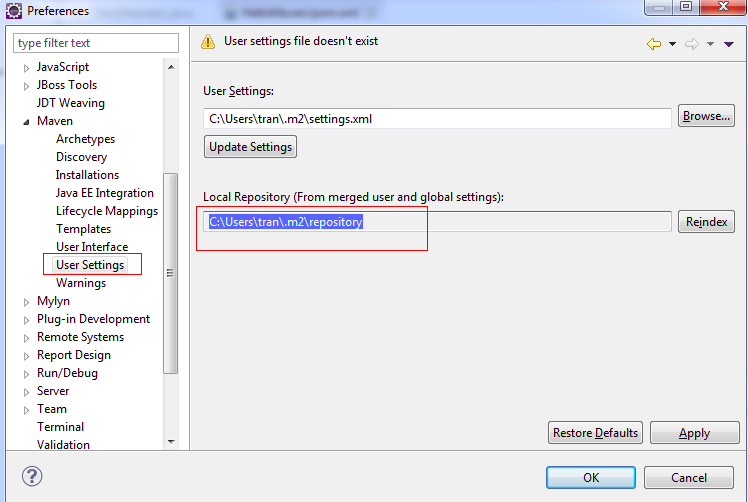 Preferences
type filter text
JavaScript
JBoss Tools
JDT Weaving
Maven
Archetypes
Discovery
Installations
Java EE Integration
Lifecycle Mappings
Templates
User Interface
User Settings
Warnings
Mylyn
Plug-in Development
Remote Systems
Report Design
Run/Debug
Server
Team
Terminal
Validation
User settings file doesn't exist
User Settings:
C:\Users\tran\.m2\settings.xml
Browse...
Update Settings
Local Repository (From merged user and global settings):
C:\Users\tran\.m2\repository
Reindex
Restore Defaults
Apply
OK
Cancel